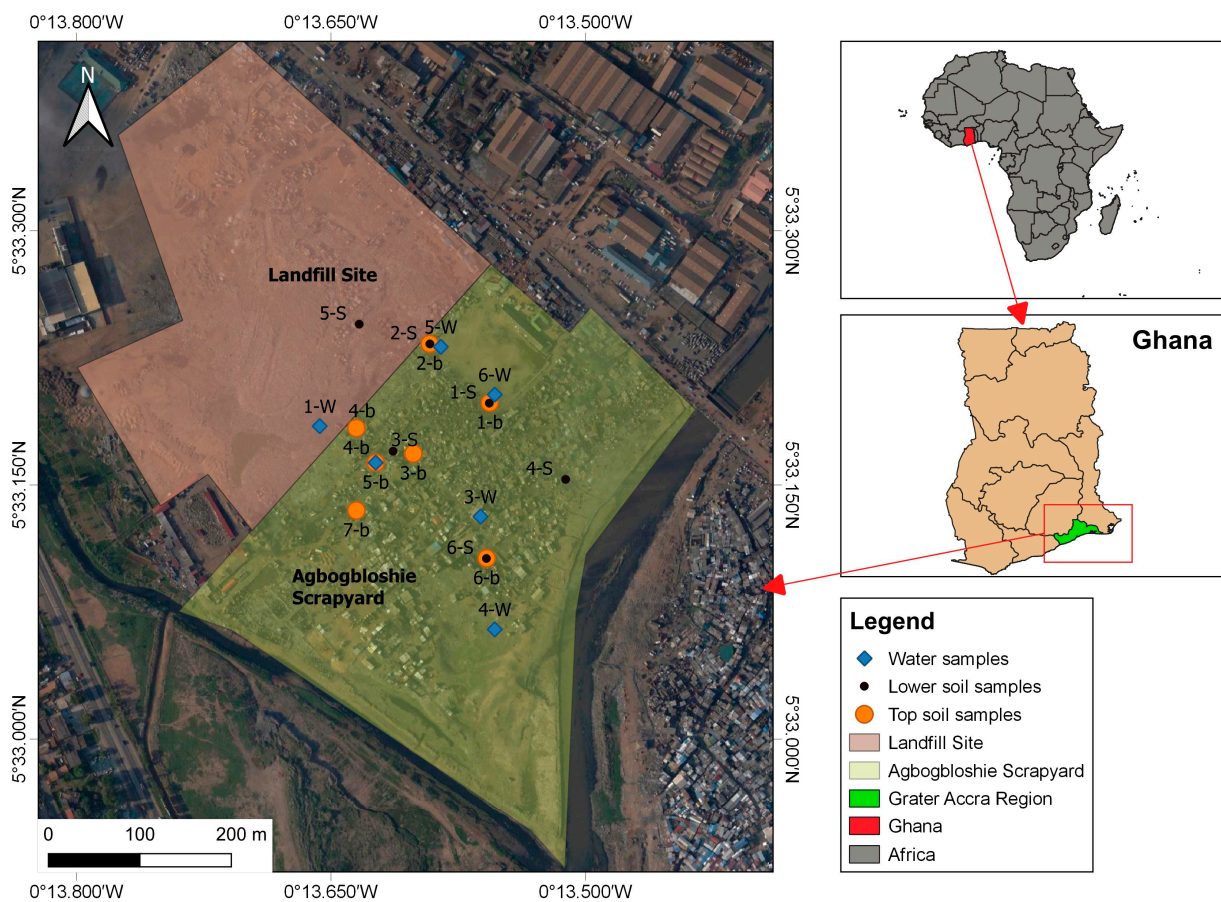 0°13.800'W
0°13.650'W
0°13.500'W
N
5°33.300'N
5°33.300'N
Landfill Site
5-S
2-S
5-W
2-b
6-W
1-S
1-b
1-W
4-b
4-b
3-S
5-b
3-b
4-S
5°33.150'N
5°33.150'N
3-W
7-b
6-S
6-b
Agbogbloshie
Scrapyard
4-W
5°33.000'N
5°33.000'N
0 100 200 m
0°13.800'W
0°13.650'W
0°13.500'W
Ghana
Legend
Water samples
Lower soil samples
Top soil samples
Landfill Site
Agbogbloshie Scrapyard
Grater Accra Region
Ghana
Africa